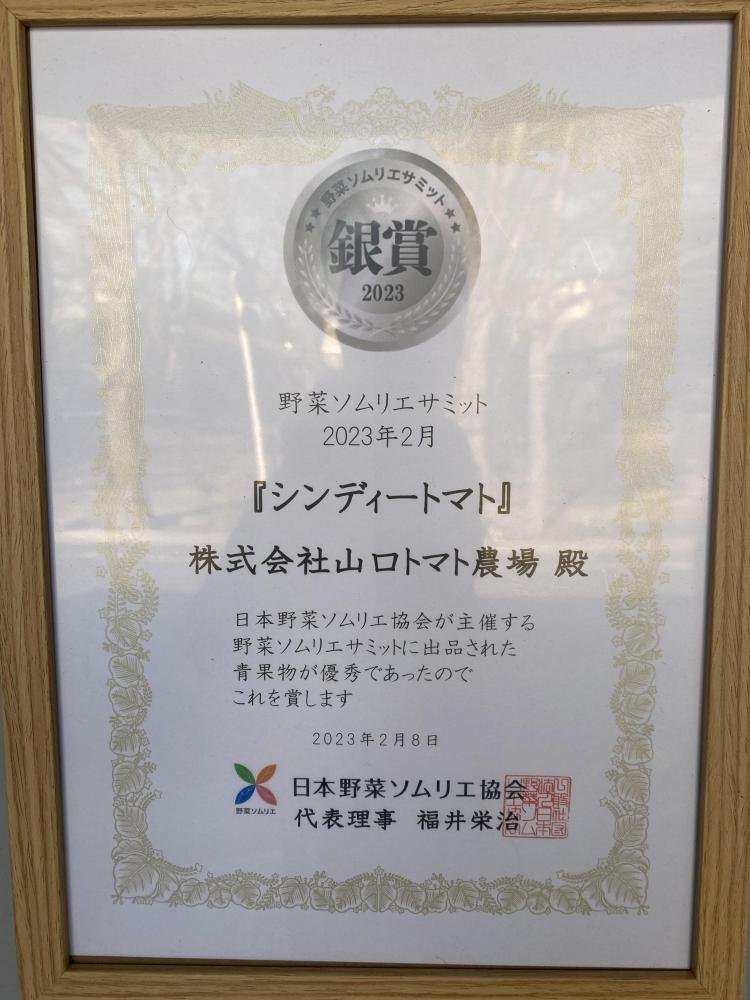 野菜ソムリエサミット
銀賞
2023
野菜ソムリエサミット
2023年2月
『シンディートマト』
株式会社山口トマト農場 殿
日本野菜ソムリエ協会が主催する
野菜ソムリエサミットに出品された
青果物が優秀であったので
これを賞します
2023年2月8日
野菜ソムリエ
日本野菜ソムリエ協会
代表理事 福井栄治